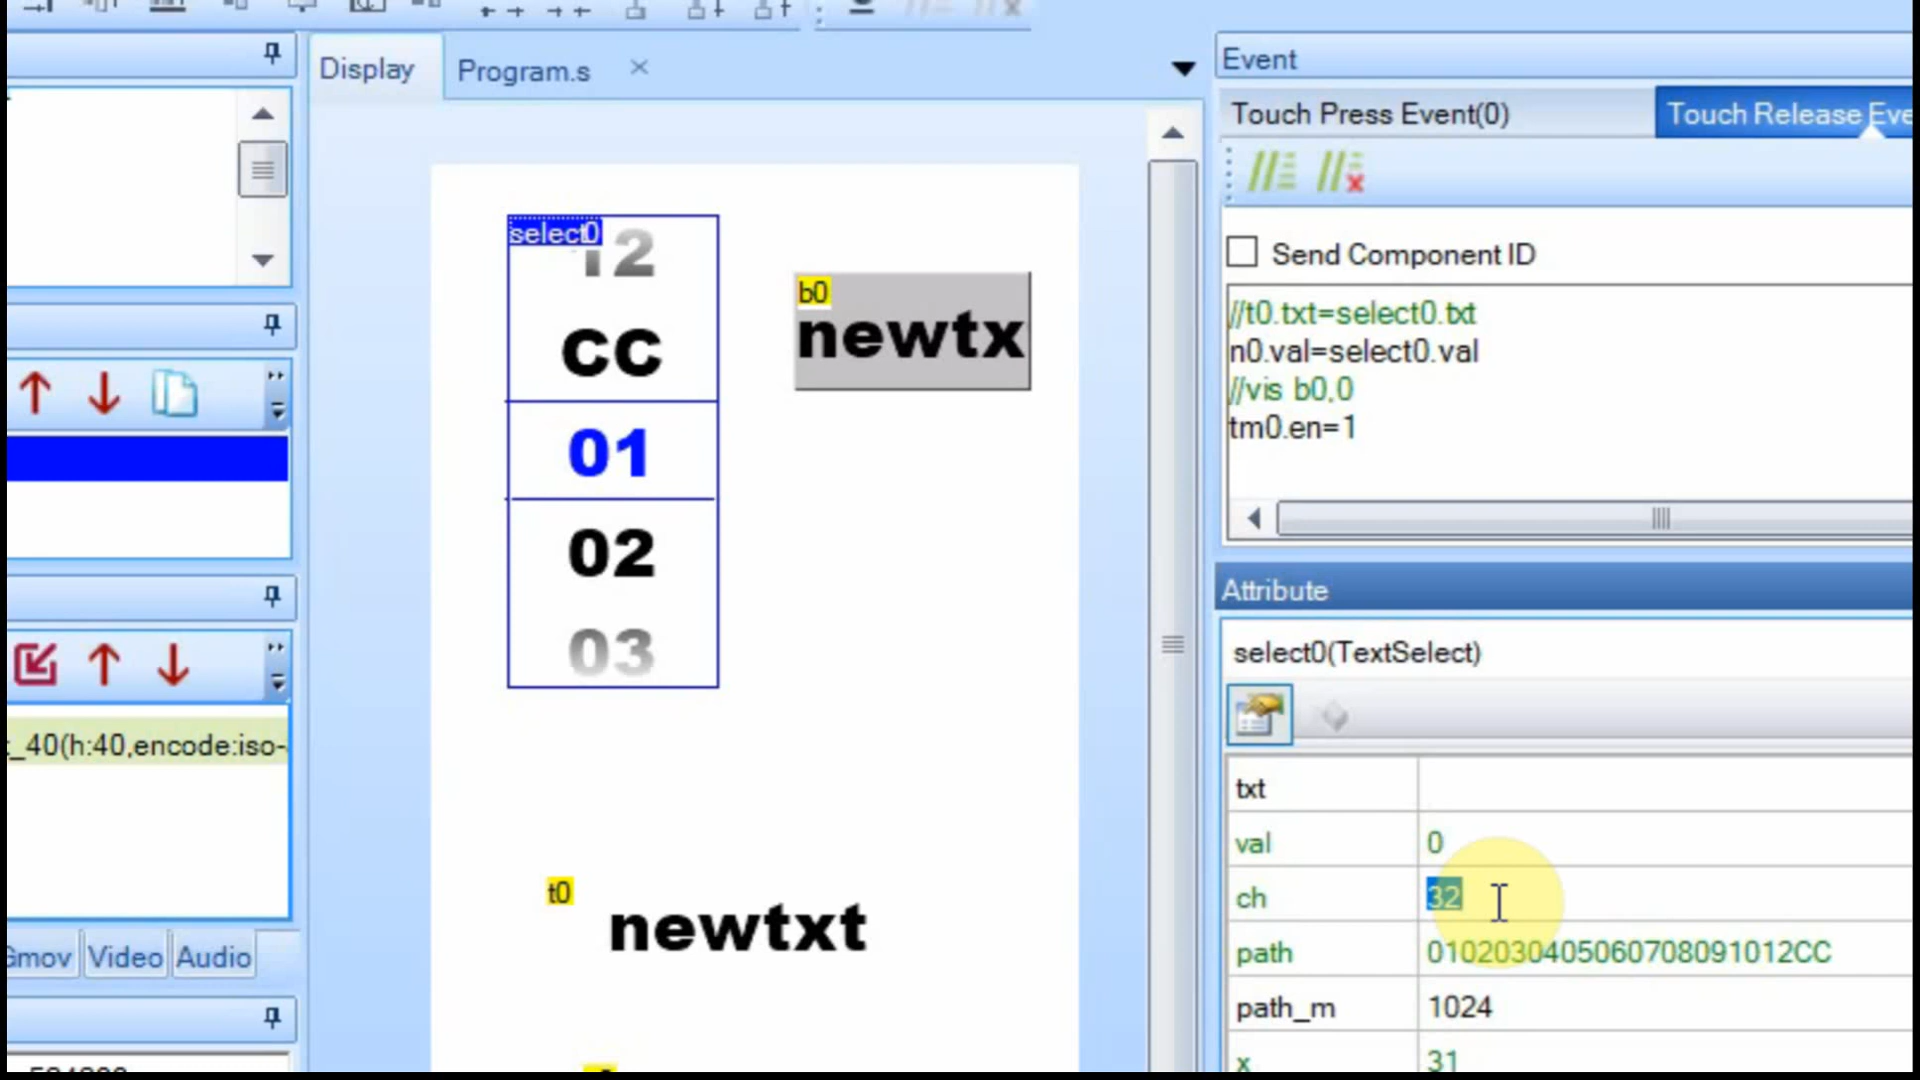 Display
Program.s
Event
Touch Press Event(0)
Touch Release Eve
Send Component ID
//t0.txt=select0.txt
n0.val=select0.val
//vis b0,0
tm0.en=1
select0
12
CC
01
02
03
b0
newtx
t0
newtxt
_40(h:40,encode:iso-
Gmov
Video
Audio
Attribute
select0(TextSelect)
txt
val 0
ch 32
path 010203040506070809 1012CC
path_m 1024
x 31